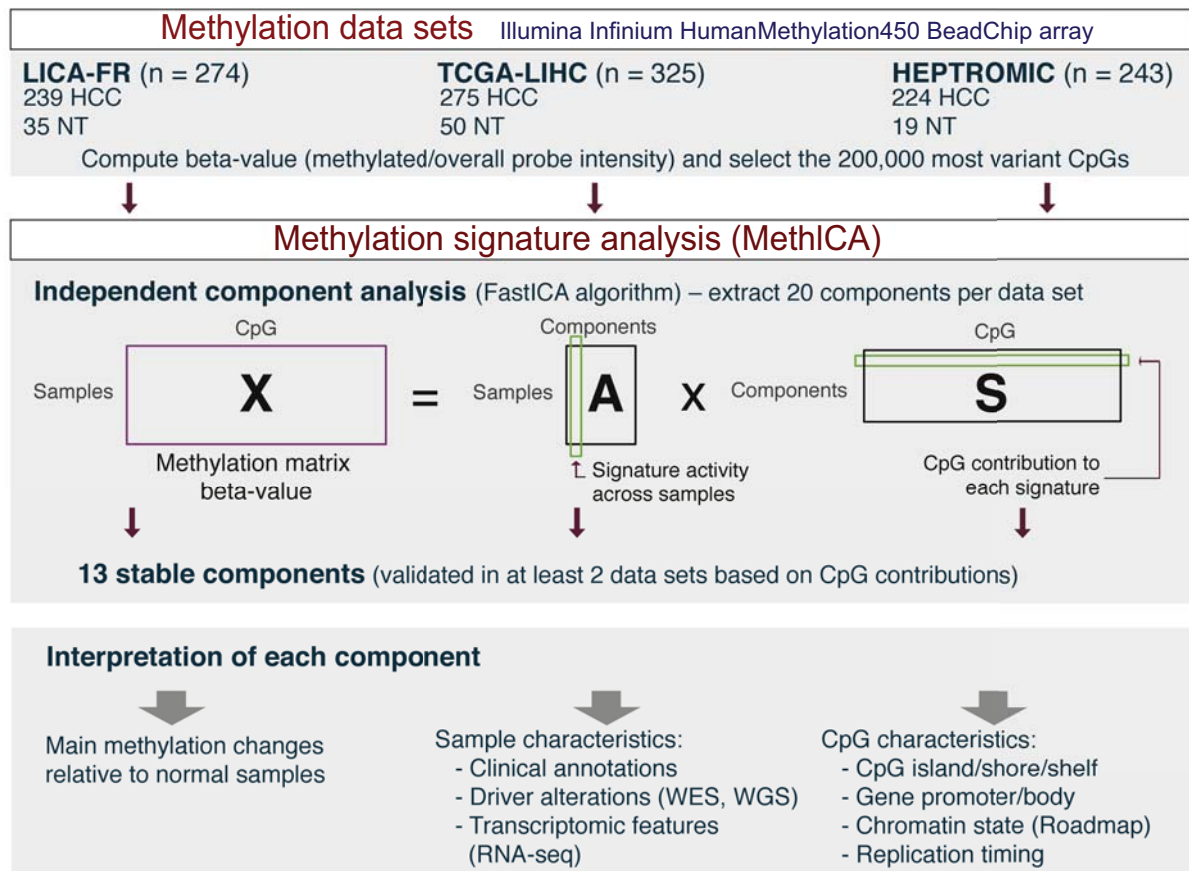 Methylation data sets Illumina Infinium HumanMethylation450 BeadChip array
LICA-FR (n = 274)
239 HCC
35 NT
TCGA-LIHC (n = 325)
275 HCC
50 NT
HEPTROMIC (n = 243)
224 HCC
19 NT
Compute beta-value (methylated/overall probe intensity) and select the 200,000 most variant CpGs
Methylation signature analysis (MethICA)
Independent component analysis (FastICA algorithm) – extract 20 components per data set
CpG
Samples
X
Methylation matrix
beta-value
=
Components
Samples
A
Signature activity
across samples
x
CpG
Components
S
CpG contribution to
each signature
13 stable components (validated in at least 2 data sets based on CpG contributions)
Interpretation of each component
Main methylation changes
relative to normal samples
Sample characteristics:
- Clinical annotations
- Driver alterations (WES, WGS)
- Transcriptomic features
(RNA-seq)
CpG characteristics:
- CpG island/shore/shelf
- Gene promoter/body
- Chromatin state (Roadmap)
- Replication timing